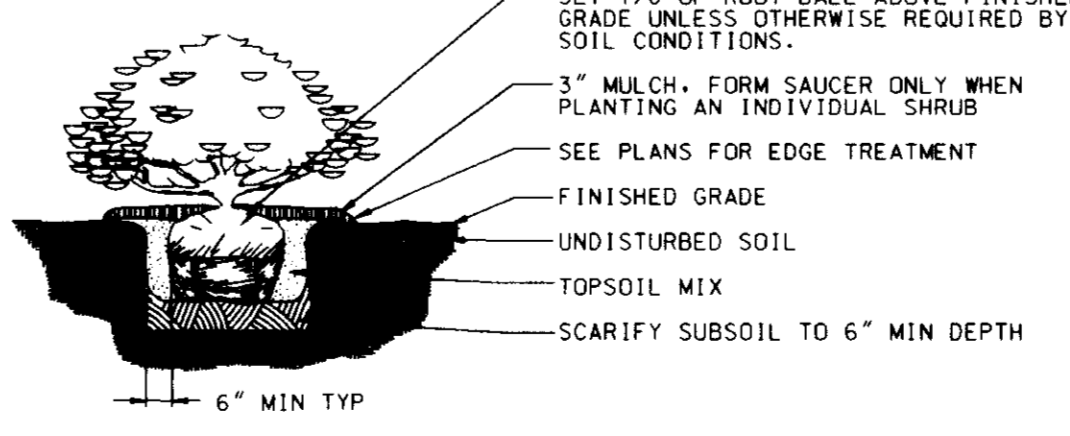 GRADE UNLESS OTHERWISE REQUIRED BY
SOIL CONDITIONS.
3" MULCH. FORM SAUCER ONLY WHEN
PLANTING AN INDIVIDUAL SHRUB
SEE PLANS FOR EDGE TREATMENT
FINISHED GRADE
UNDISTURBED SOIL
TOPSOIL MIX
SCARIFY SUBSOIL TO 6" MIN DEPTH
6" MIN TYP